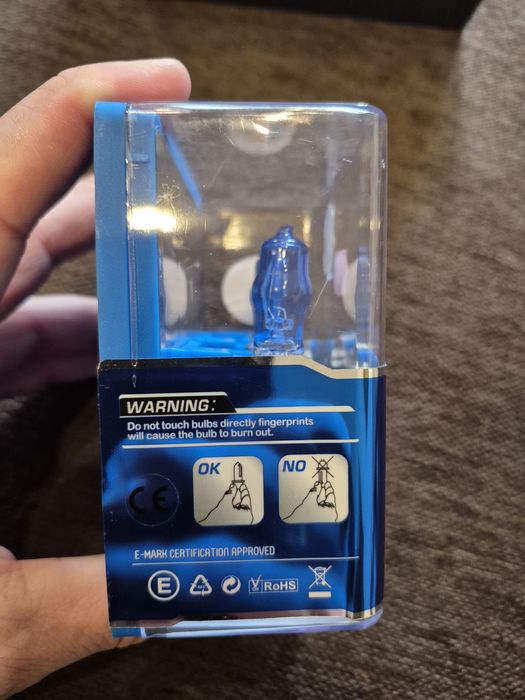 WARNING:
Do not touch bulbs directly fingerprints
will cause the bulb to burn out.
OK
NO
CE
E-MARK CERTIFICATION APPROVED
E
RoHS